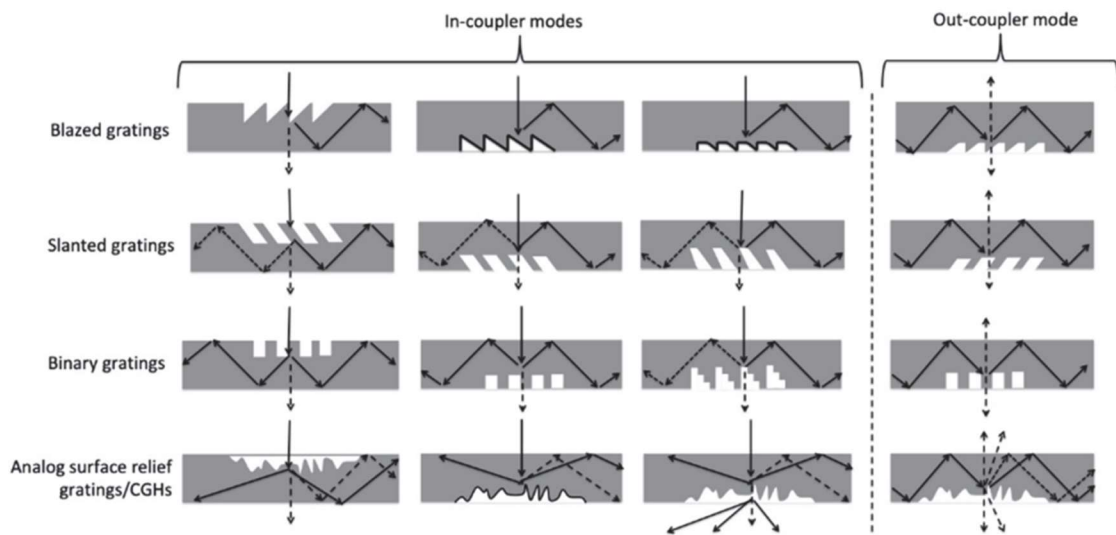 In-coupler modes
Out-coupler mode
Blazed gratings
Slanted gratings
Binary gratings
Analog surface relief
gratings/CGHs